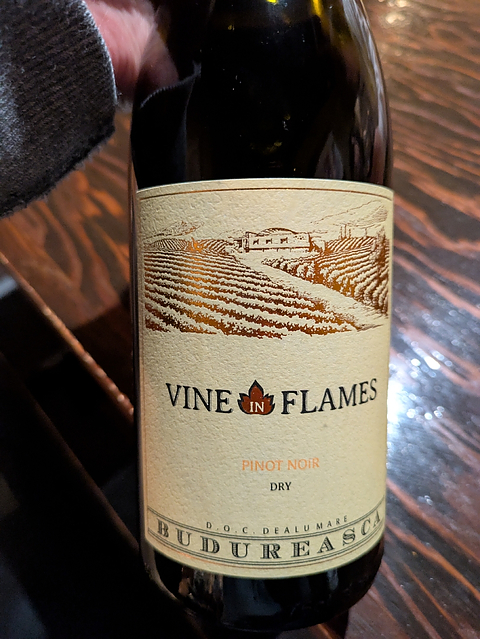 VINE IN FLAMES
PINOT NOIR
DRY
D.O.C. DEALU MARE
BUDUREASCA